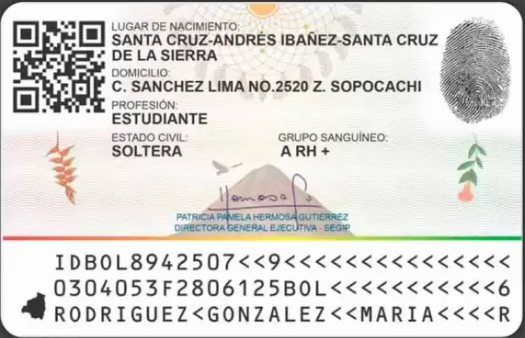 LUGAR DE NACIMIENTO:
SANTA CRUZ-ANDRÉS IBAÑEZ-SANTA CRUZ
DE LA SIERRA
DOMICILIO:
C. SANCHEZ LIMA NO.2520 Z. SOPOCACHI
PROFESIÓN:
ESTUDIANTE
ESTADO CIVIL: GRUPO SANGUÍNEO:
SOLTERA A RH +
PATRICIA PAMELA HERMOSA GUTIERREZ
DIRECTORA GENERAL EJECUTIVA - SEGIP
IDBOL8942507<<9<<<<<<<<<<<<<<<
0304053F2806125BOL<<<<<<<<<<<6
RODRIGUEZ<GONZALEZ<<MARIA<<<<R